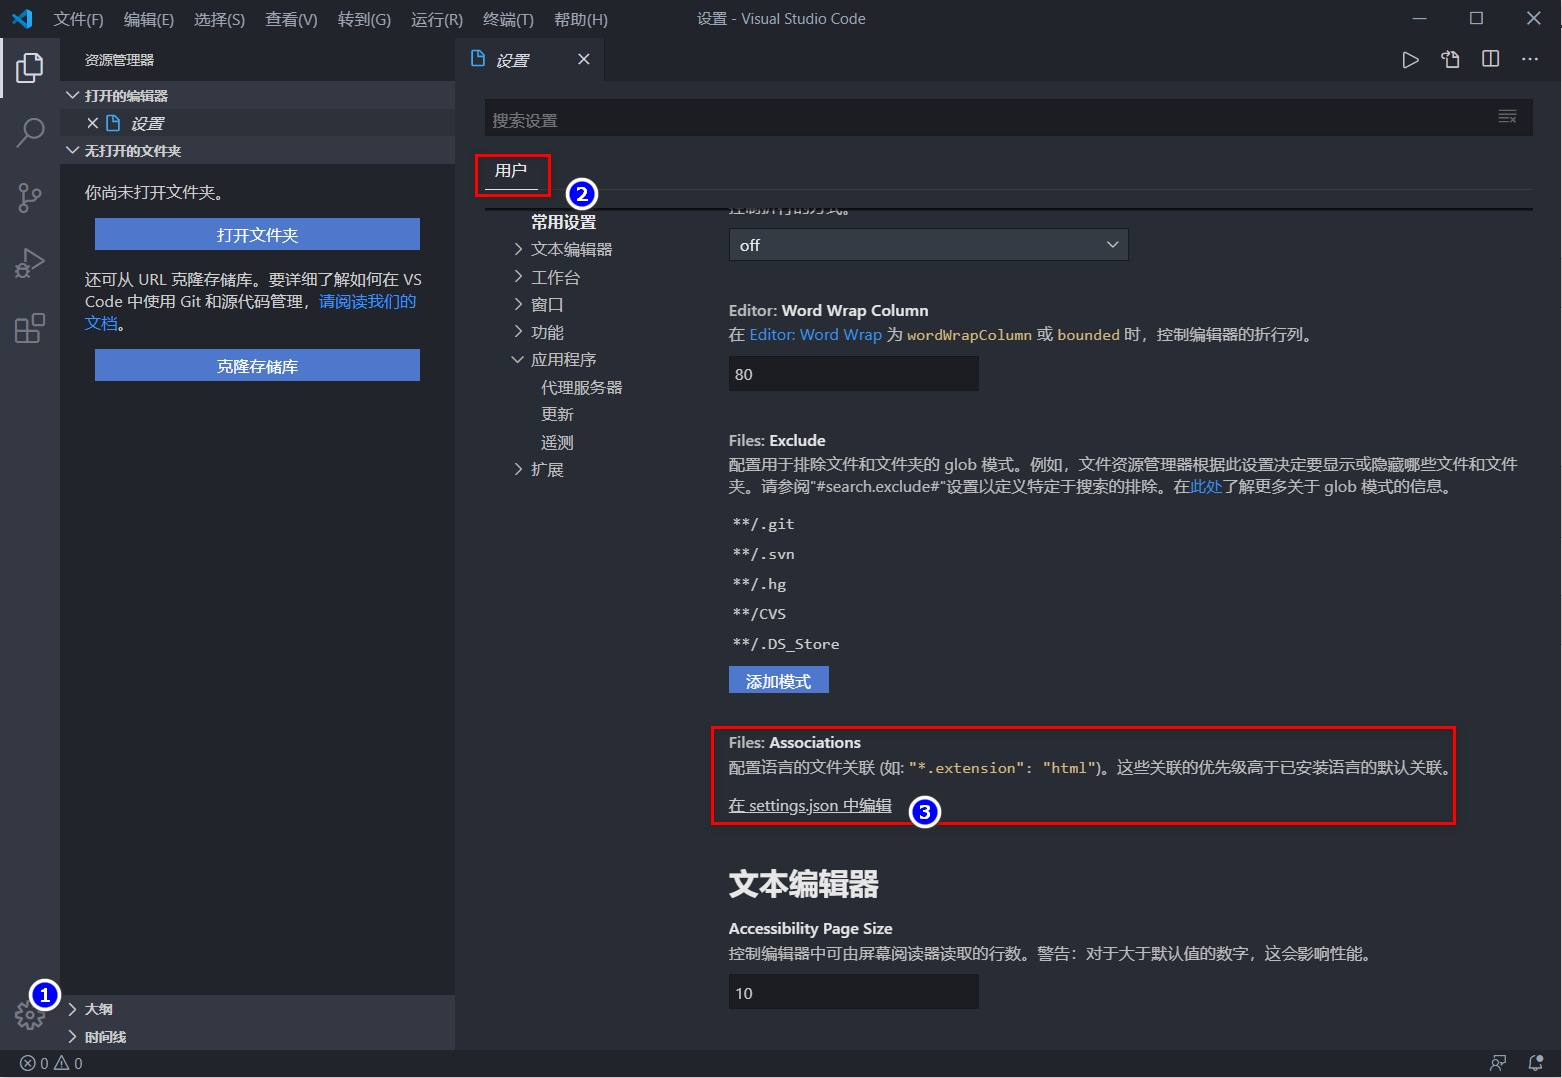 文件(F) 编辑(E) 选择(S) 查看(V) 转到(G) 运行(R) 终端(T) 帮助(H)
设置 - Visual Studio Code
资源管理器
打开的编辑器
设置
无打开的文件夹
你尚未打开文件夹。
打开文件夹
还可从 URL 克隆存储库。要详细了解如何在 VS
Code 中使用 Git 和源代码管理，请阅读我们的
文档。
克隆存储库
1
大纲
时间线
0 0
设置
搜索设置
用户
2
常用设置
文本编辑器
工作台
窗口
功能
应用程序
代理服务器
更新
遥测
扩展
控制折行的方式。
off
Editor: Word Wrap Column
在 Editor: Word Wrap 为 wordWrapColumn 或 bounded 时，控制编辑器的折行列。
80
Files: Exclude
配置用于排除文件和文件夹的 glob 模式。例如，文件资源管理器根据此设置决定要显示或隐藏哪些文件和文件
夹。请参阅"#search.exclude#"设置以定义特定于搜索的排除。在此处了解更多关于 glob 模式的信息。
**/.git
**/.svn
**/.hg
**/CVS
**/.DS_Store
添加模式
Files: Associations
配置语言的文件关联 (如: "*.extension": "html")。这些关联的优先级高于已安装语言的默认关联。
在 settings.json 中编辑
3
文本编辑器
Accessibility Page Size
控制编辑器中可由屏幕阅读器读取的行数。警告：对于大于默认值的数字，这会影响性能。
10